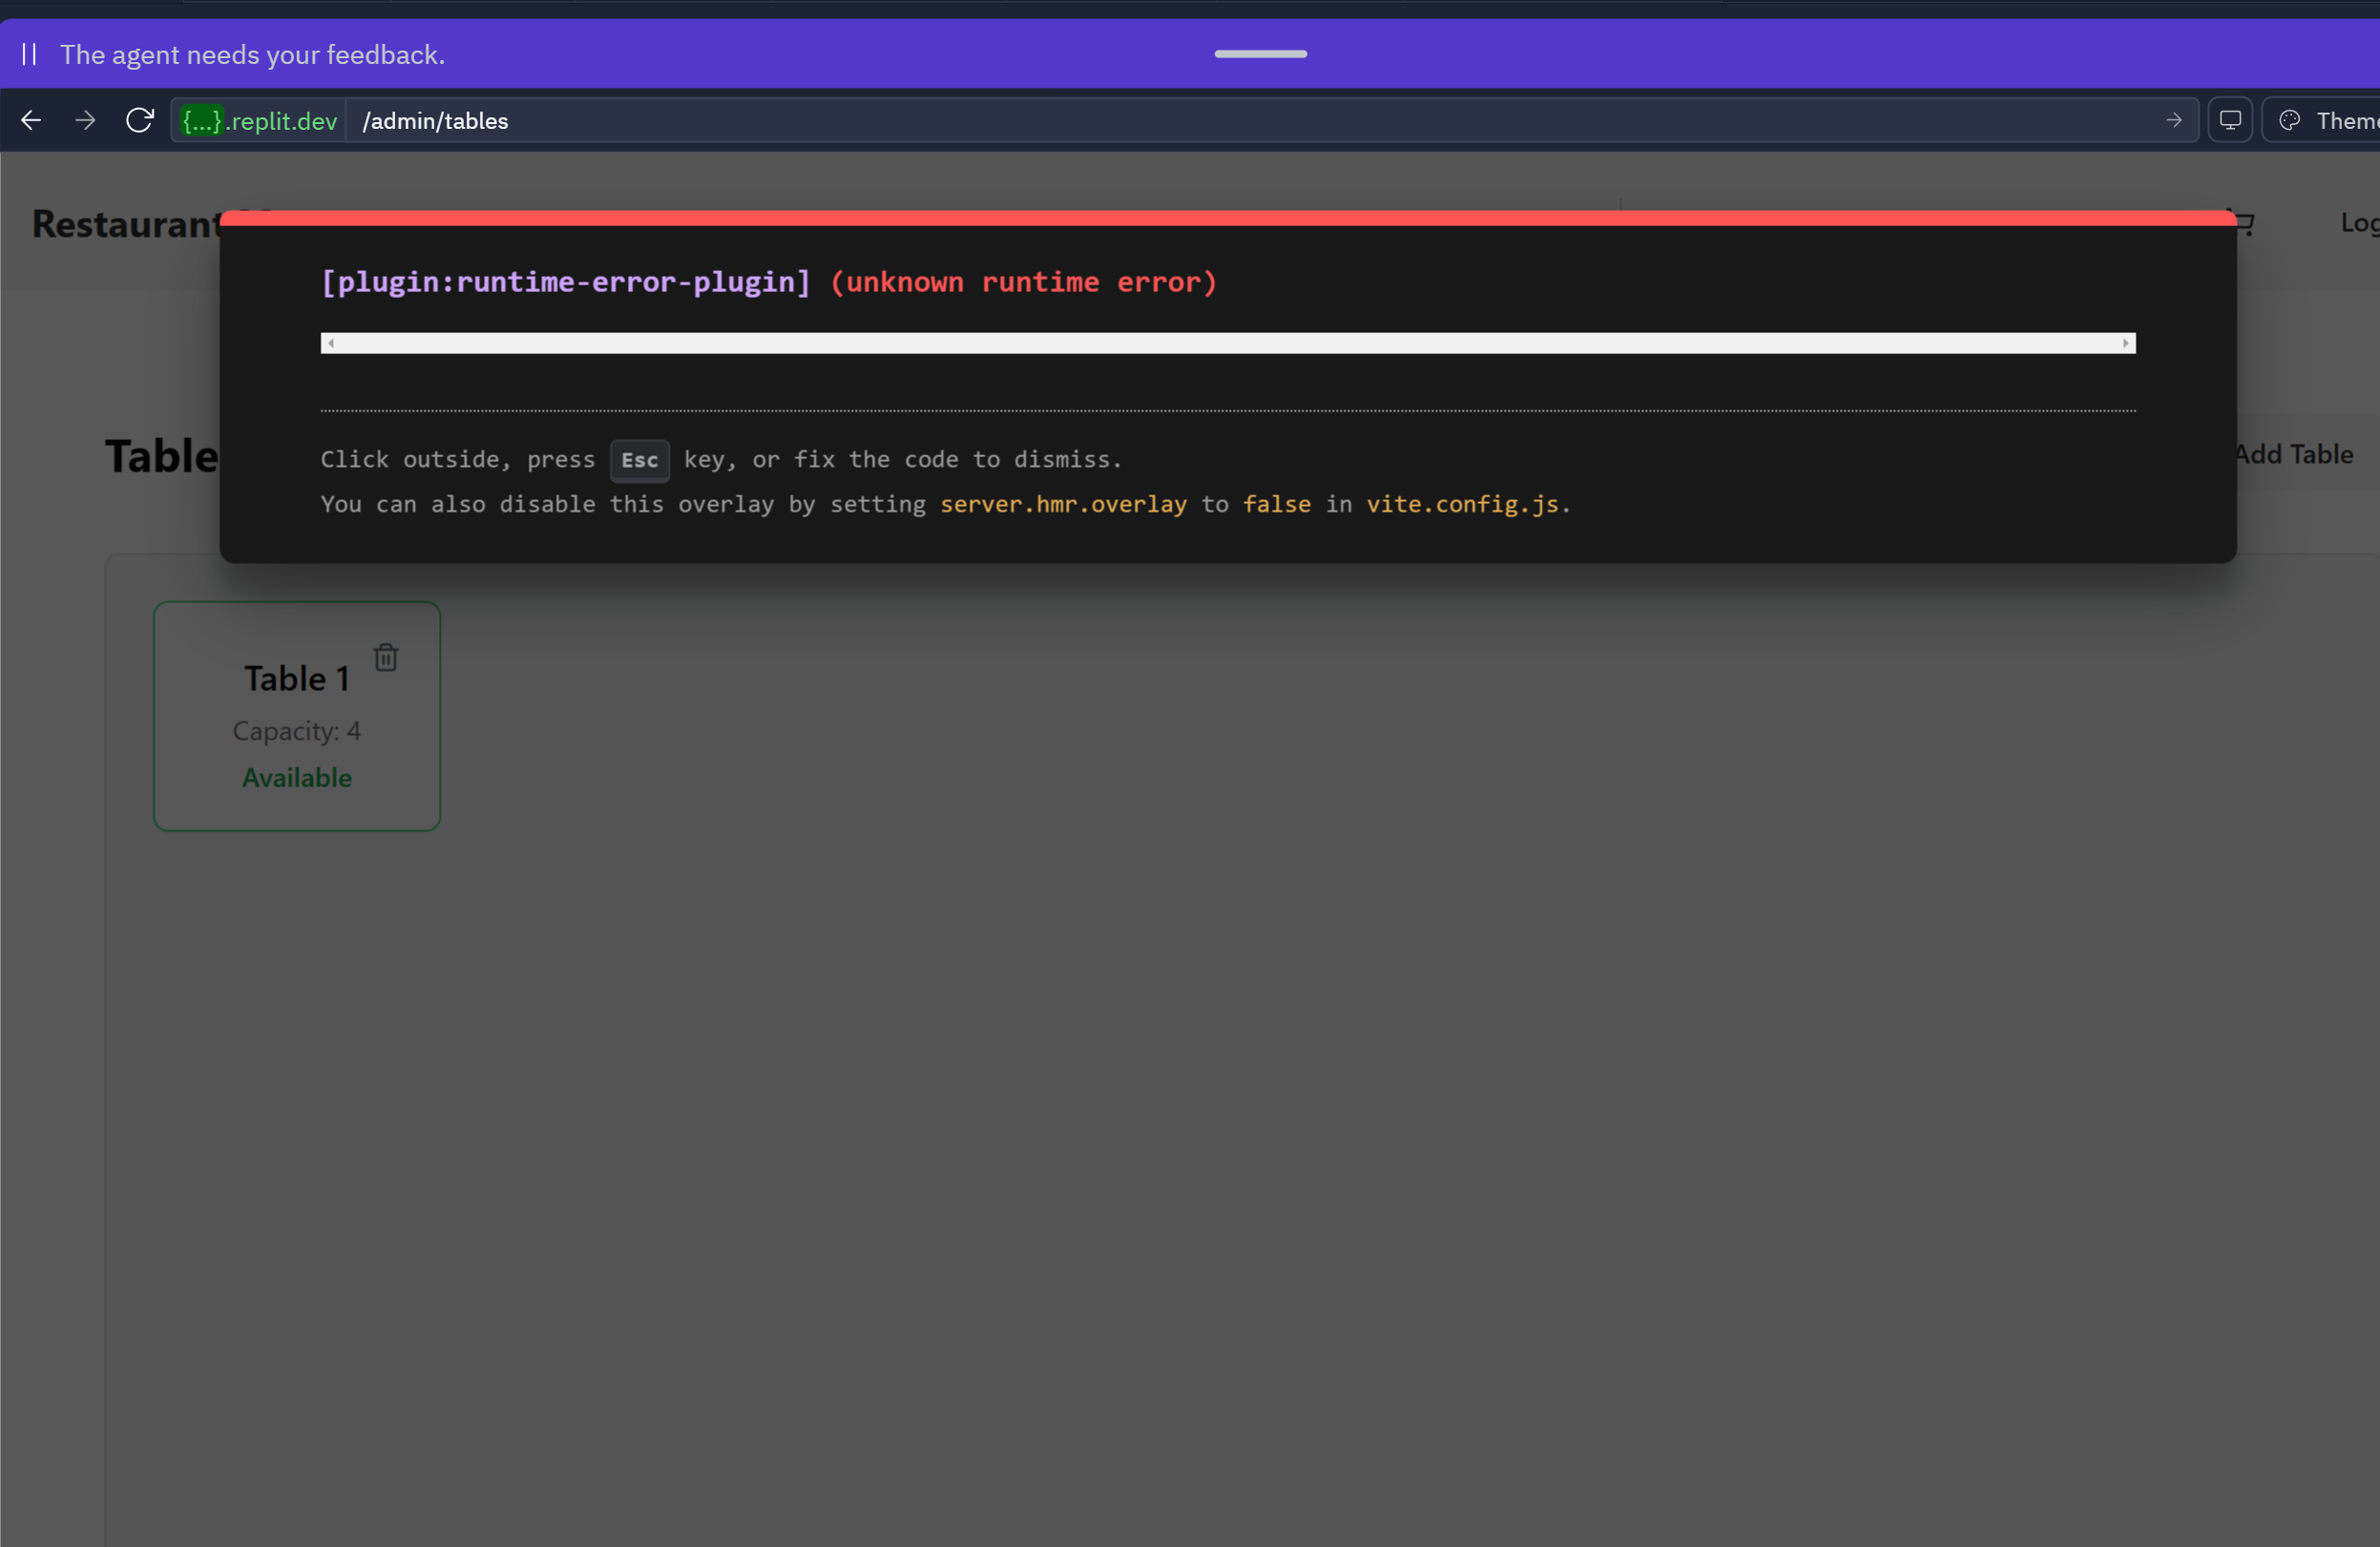 The agent needs your feedback.
{...}.replit.dev /admin/tables
Restaurant
[plugin:runtime-error-plugin] (unknown runtime error)
Click outside, press Esc key, or fix the code to dismiss.
You can also disable this overlay by setting server.hmr.overlay to false in vite.config.js.
Table
Add Table
Table 1
Capacity: 4
Available